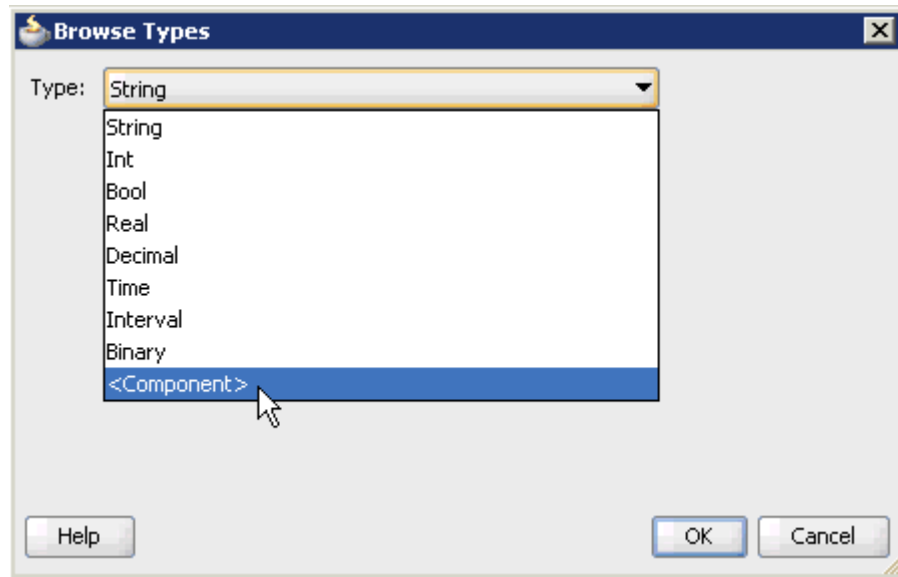 Browse Types
Type: String
String
Int
Bool
Real
Decimal
Time
Interval
Binary
<Component>
Help OK Cancel